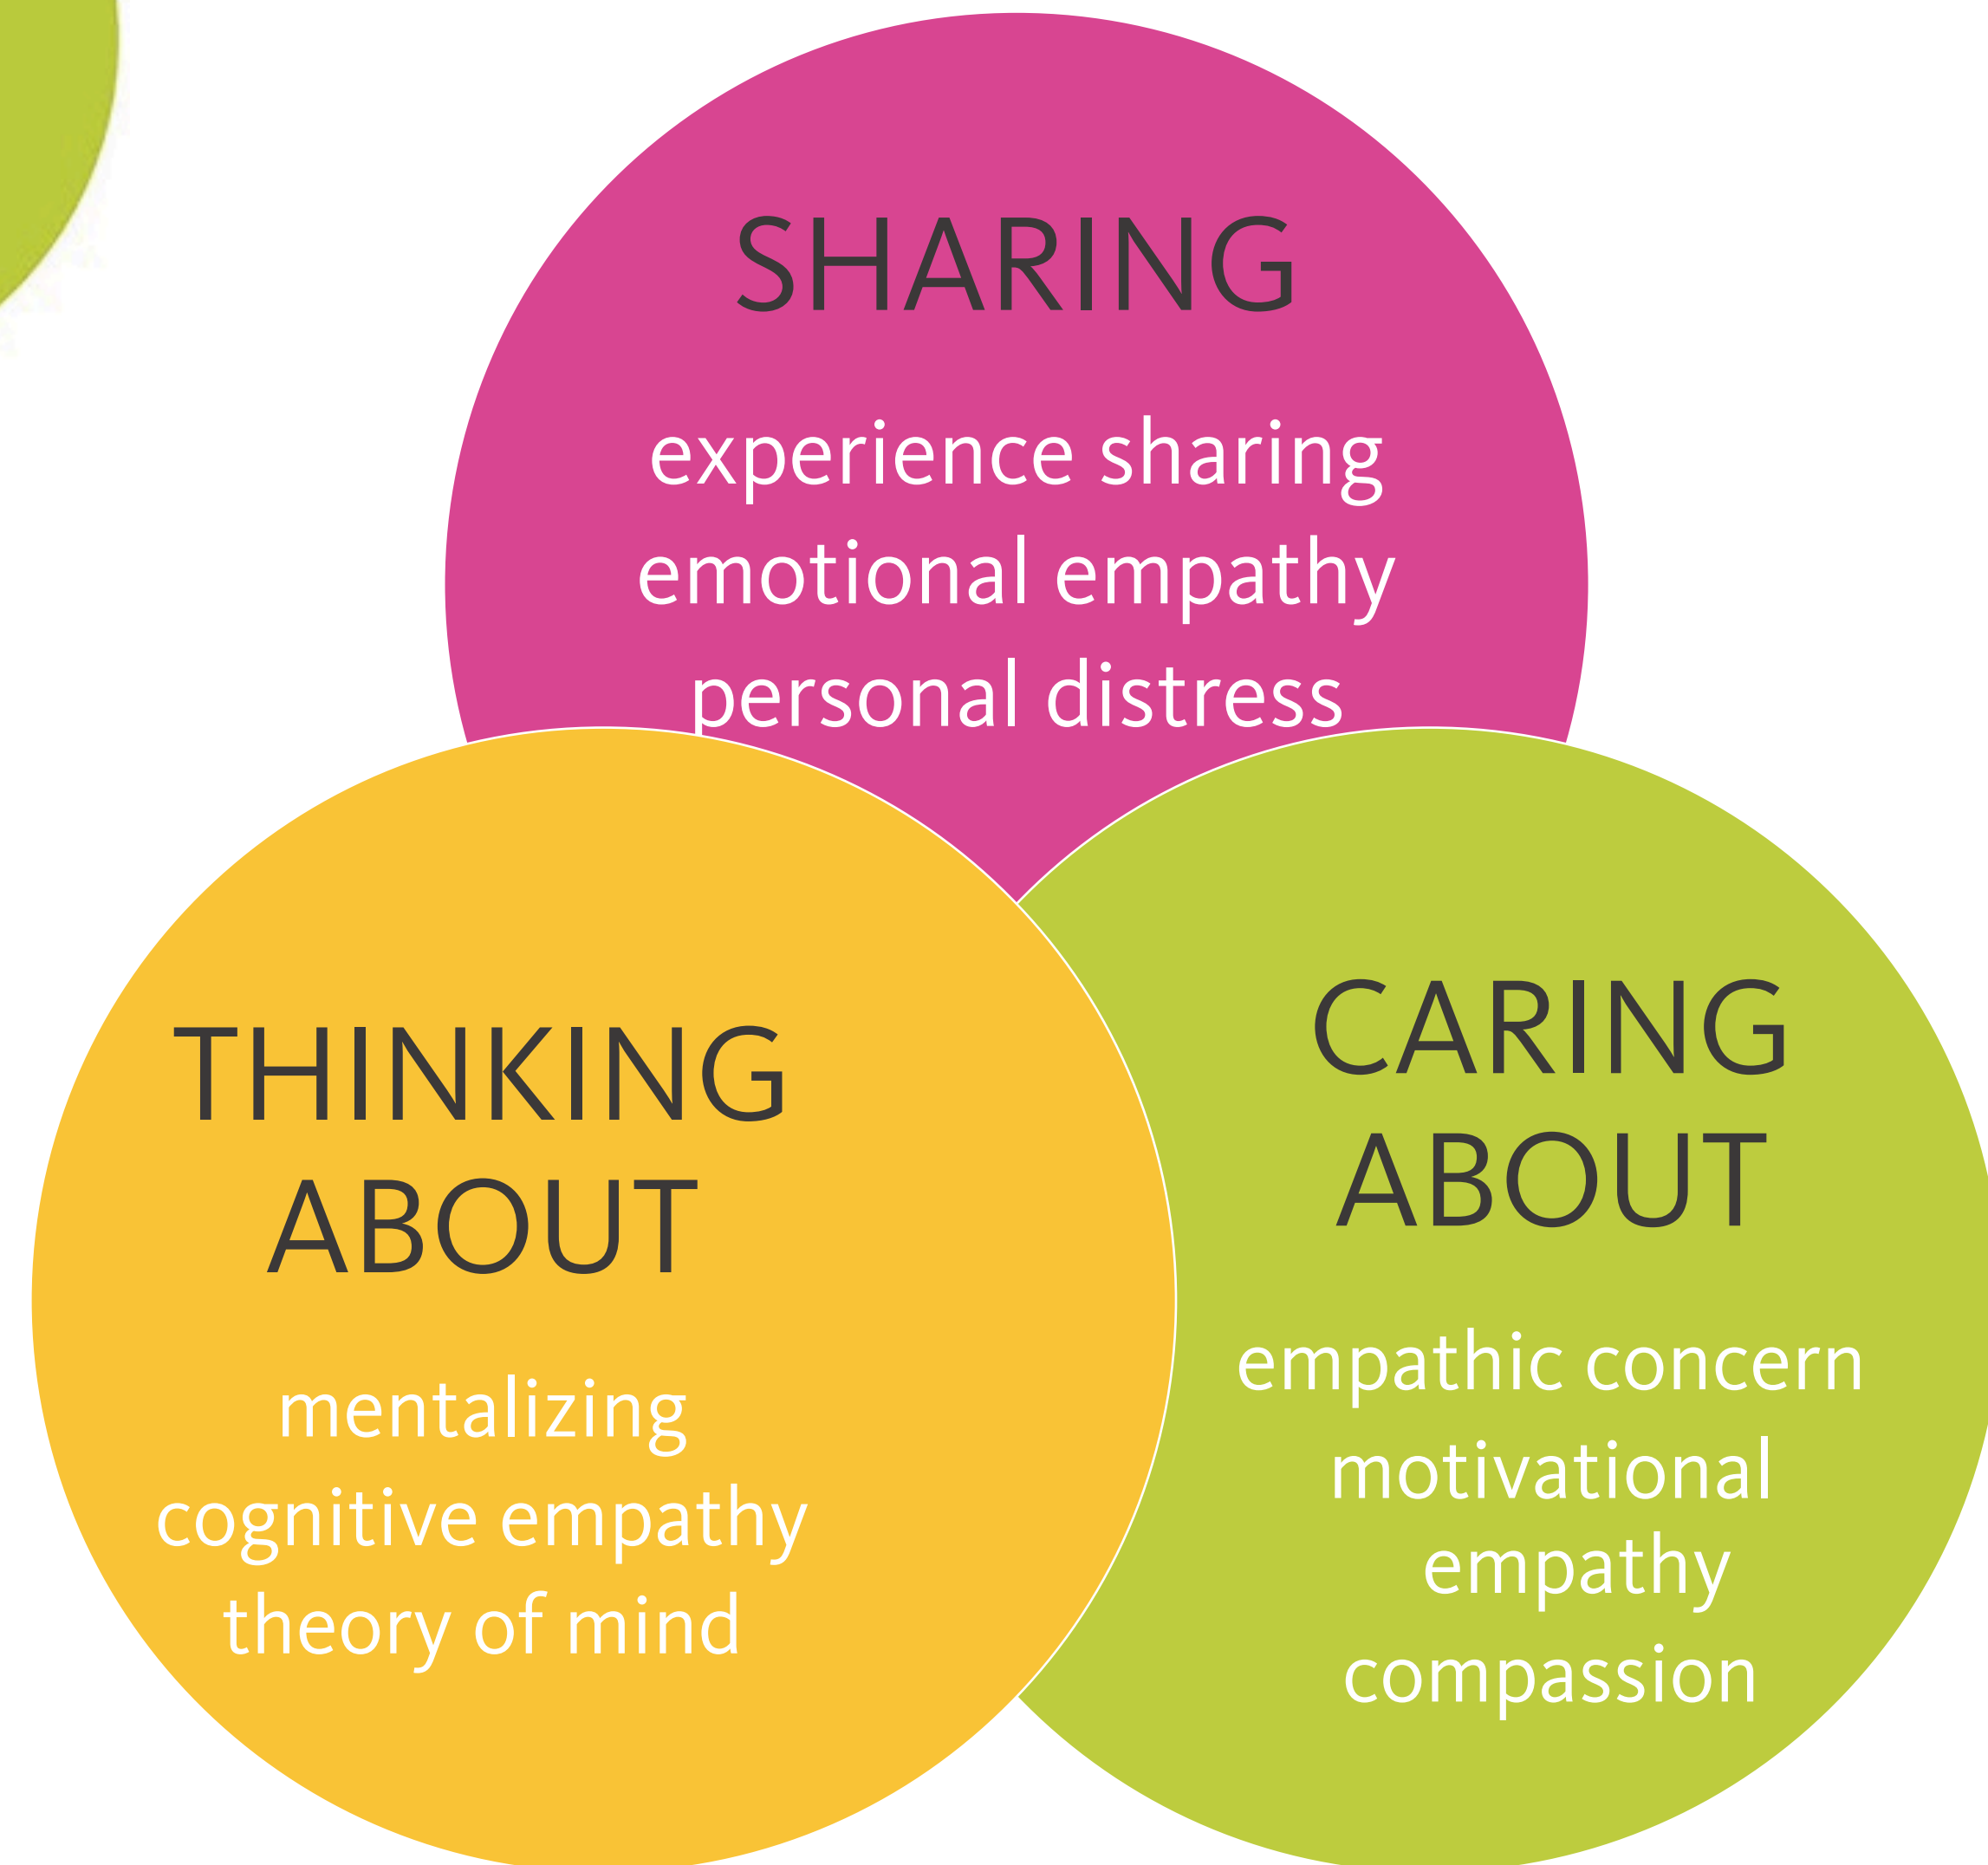 SHARING
experience sharing
emotional empathy
personal distress
THINKING
ABOUT
mentalizing
cognitive empathy
theory of mind
CARING
ABOUT
empathic concern
motivational
empathy
compassion